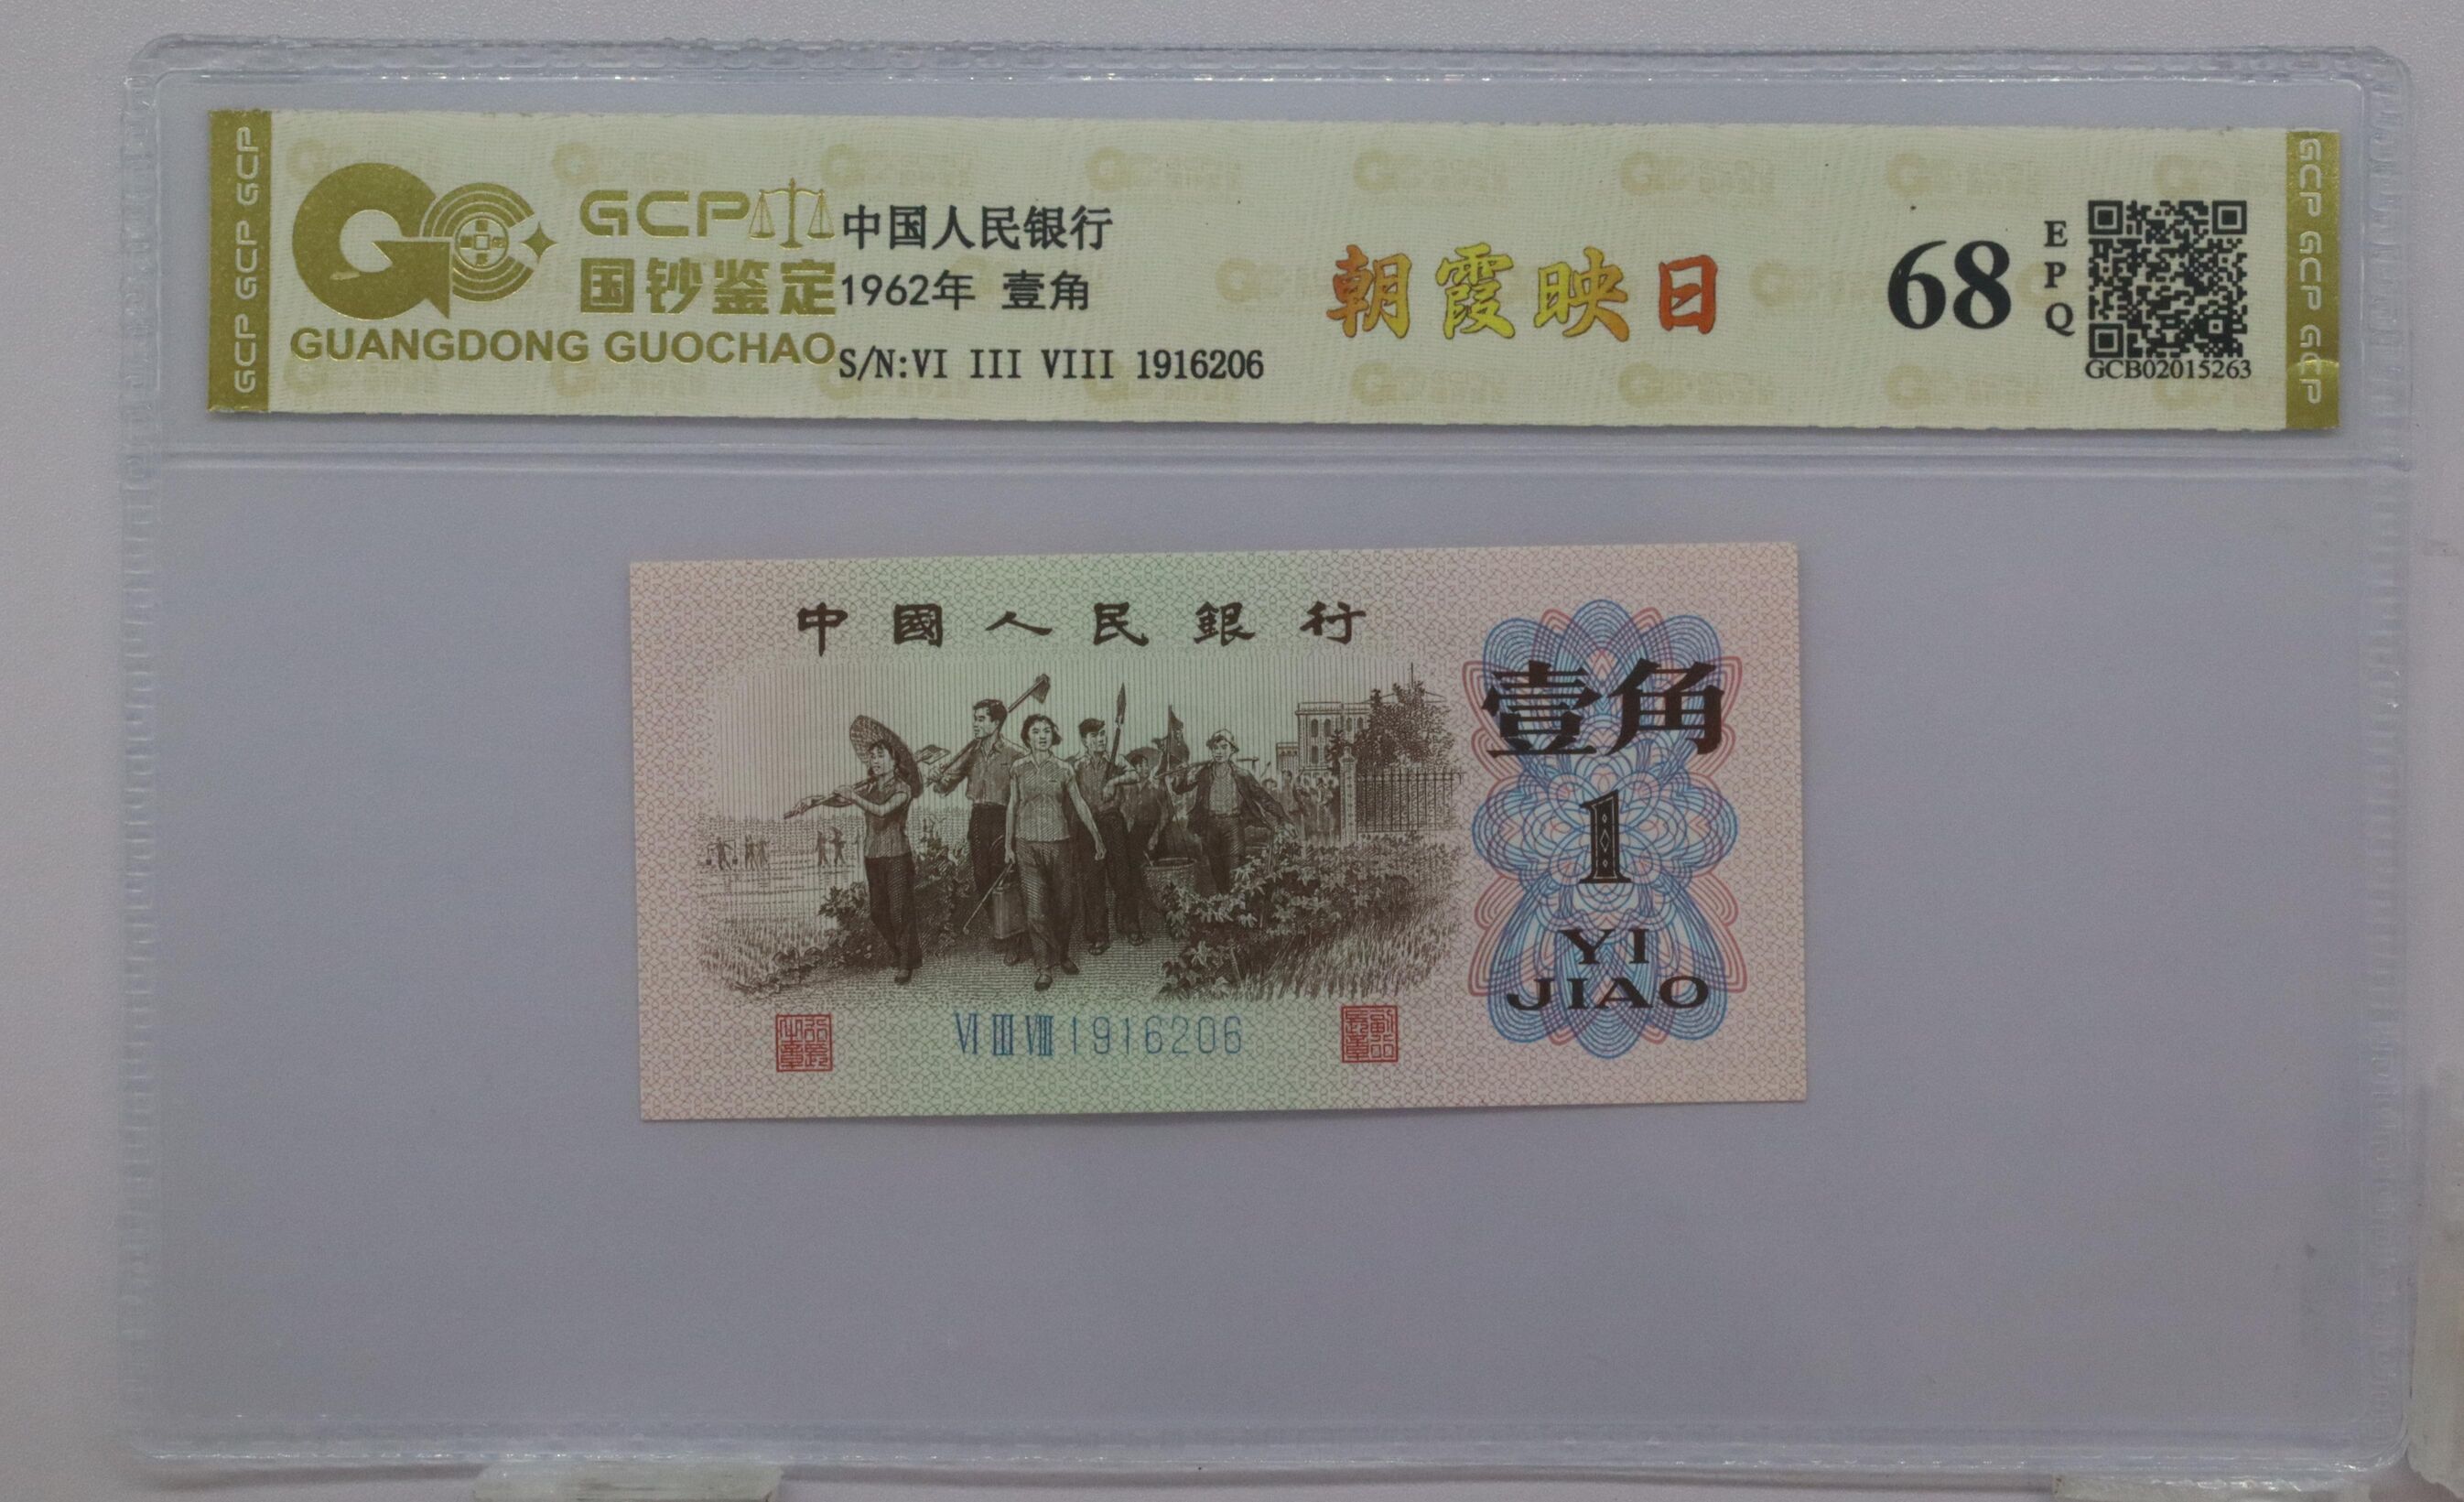 GCP GCP GCP
GCP
国钞鉴定
GUANGDONG GUOCHAO
中国人民银行
1962年 壹角
S/N:VI III VIII 1916206
朝霞映日
68
EPQ
GCB02015263
GCP GCP GCP
中國人民銀行
壹角
1
YI
JIAO
VI III VIII 1916206